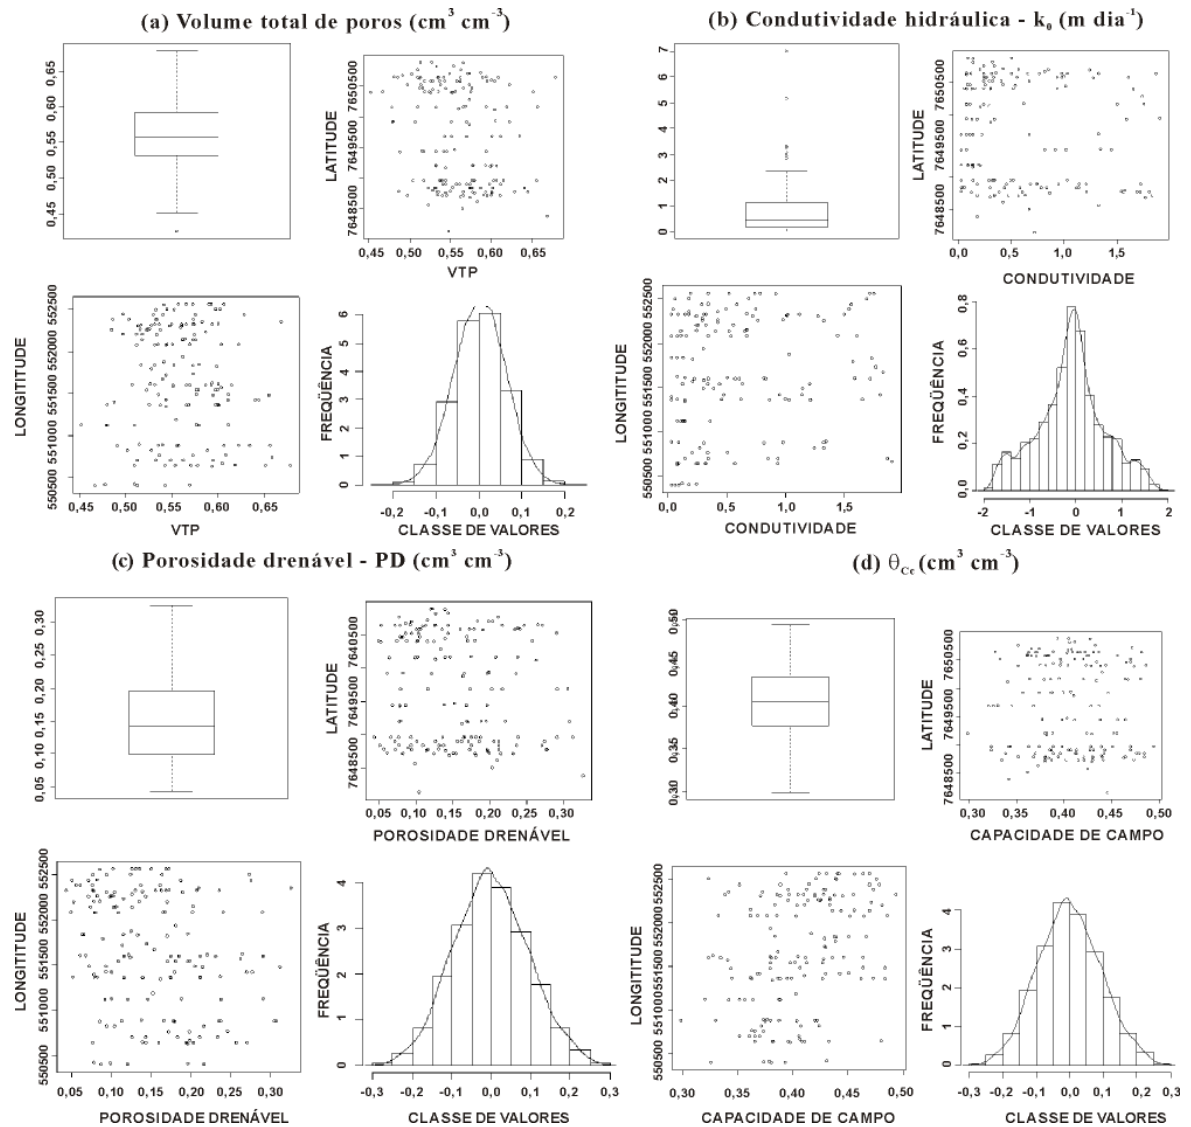 (a) Volume total de poros (cm³ cm⁻³)
0,65
0,60
0,55
0,50
0,45
LATITUDE
7650500
7649500
7648500
0,45 0,50 0,55 0,60 0,65
VTP
LONGITITUDE
552500
552000
551500
551000
550500
0,45 0,50 0,55 0,60 0,65
VTP
FREQÜÊNCIA
6
5
4
3
2
1
0
-0,2 -0,1 0,0 0,1 0,2
CLASSE DE VALORES
(b) Condutividade hidráulica - k₀ (m dia⁻¹)
7
6
5
4
3
2
1
0
LATITUDE
7650500
7649500
7648500
0,0 0,5 1,0 1,5
CONDUTIVIDADE
LONGITITUDE
552500
552000
551500
551000
550500
0,0 0,5 1,0 1,5
CONDUTIVIDADE
FREQÜÊNCIA
0,8
0,6
0,4
0,2
0,0
-2 -1 0 1 2
CLASSE DE VALORES
(c) Porosidade drenável - PD (cm³ cm⁻³)
0,30
0,25
0,20
0,15
0,10
0,05
LATITUDE
7640500
7649500
7648500
0,05 0,10 0,15 0,20 0,25 0,30
POROSIDADE DRENÁVEL
LONGITITUDE
552500
552000
551500
551000
550500
0,05 0,10 0,15 0,20 0,25 0,30
POROSIDADE DRENÁVEL
FREQÜÊNCIA
4
3
2
1
0
-0,3 -0,2 -0,1 0,0 0,1 0,2 0,3
CLASSE DE VALORES
(d) θCc (cm³ cm⁻³)
0,50
0,45
0,40
0,35
0,30
LATITUDE
7650500
7649500
7648500
0,30 0,35 0,40 0,45 0,50
CAPACIDADE DE CAMPO
LONGITITUDE
552500
552000
551500
551000
550500
0,30 0,35 0,40 0,45 0,50
CAPACIDADE DE CAMPO
FREQÜÊNCIA
4
3
2
1
0
-0,3 -0,2 -0,1 0,0 0,1 0,2 0,3
CLASSE DE VALORES